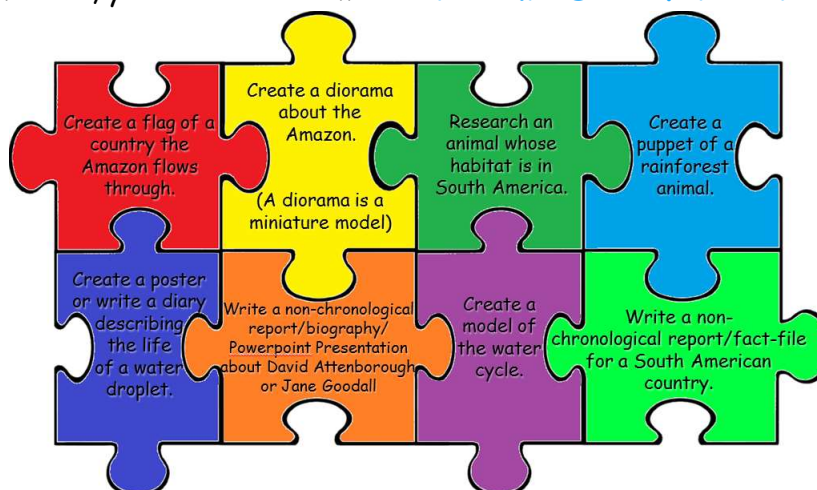 Create a flag of a
country the
Amazon flows
through.
Create a diorama
about the
Amazon.
(A diorama is a
miniature model)
Research an
animal whose
habitat is in
South America.
Create a
puppet of a
rainforest
animal.
Create a poster
or write a diary
describing
the life
of a water
droplet.
Write a non-chronological
report/biography/
Powerpoint Presentation
about David Attenborough
or Jane Goodall
Create a
model of
the water
cycle.
Write a non-
chronological report/fact-file
for a South American
country.